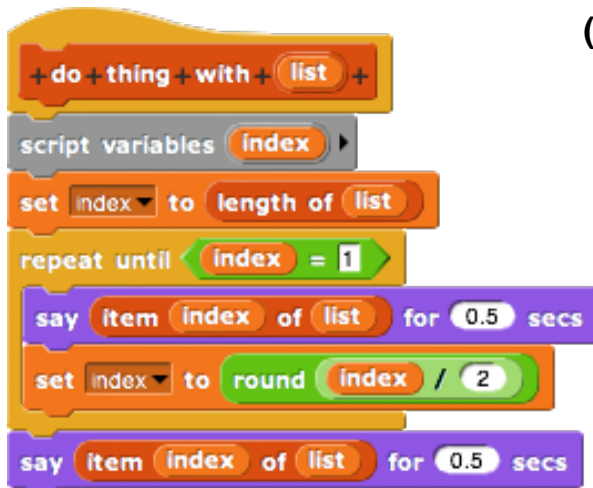 (
+ do + thing + with + list +
script variables index
set index to length of list
repeat until index = 1
say item index of list for 0.5 secs
set index to round index / 2
say item index of list for 0.5 secs